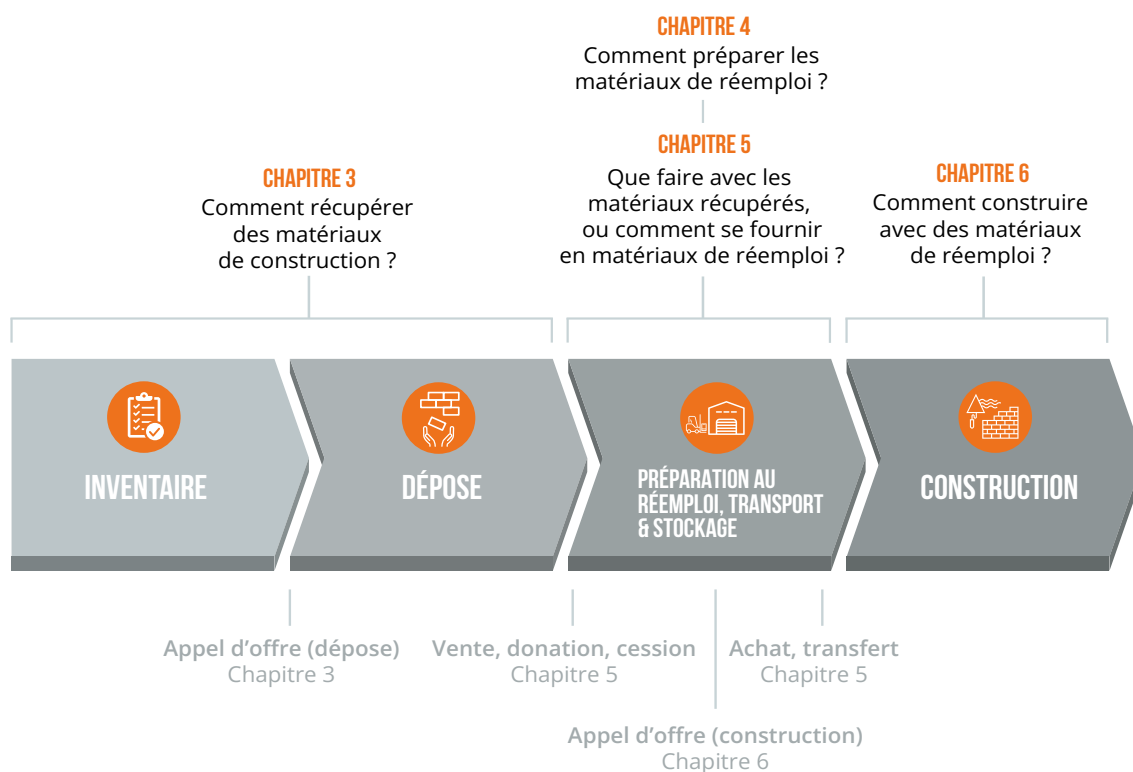 CHAPITRE 4
Comment préparer les
matériaux de réemploi ?
CHAPITRE 3
Comment récupérer
des matériaux
de construction ?
CHAPITRE 5
Que faire avec les
matériaux récupérés,
ou comment se fournir
en matériaux de réemploi ?
CHAPITRE 6
Comment construire
avec des matériaux
de réemploi ?
INVENTAIRE
DÉPOSE
PRÉPARATION AU
RÉEMPLOI, TRANSPORT
& STOCKAGE
CONSTRUCTION
Appel d’offre (dépose)
Chapitre 3
Vente, donation, cession
Chapitre 5
Achat, transfert
Chapitre 5
Appel d’offre (construction)
Chapitre 6